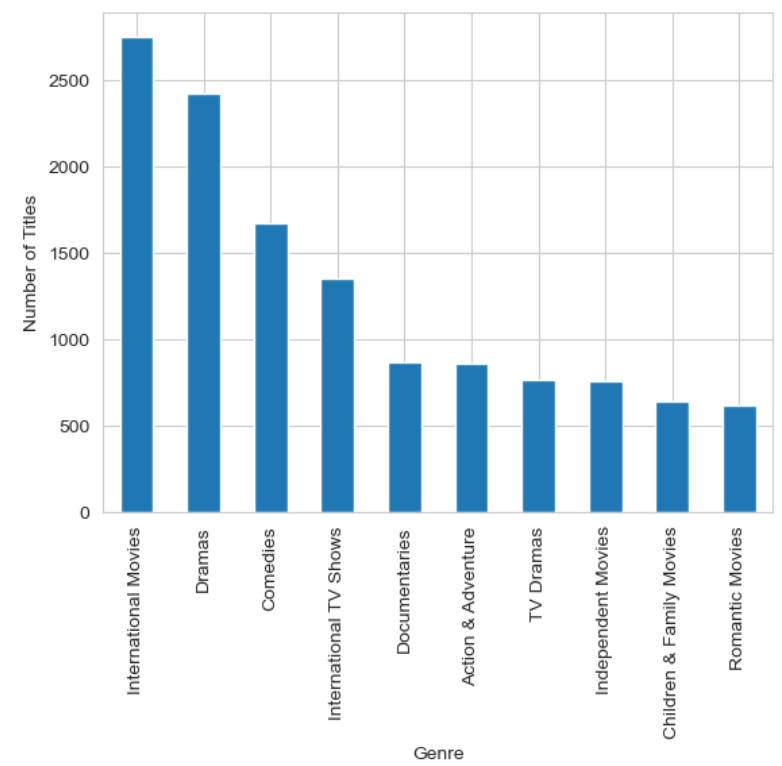 2500
2000
1500
1000
500
0
Number of Titles
International Movies
Dramas
Comedies
International TV Shows
Documentaries
Action & Adventure
TV Dramas
Independent Movies
Children & Family Movies
Romantic Movies
Genre